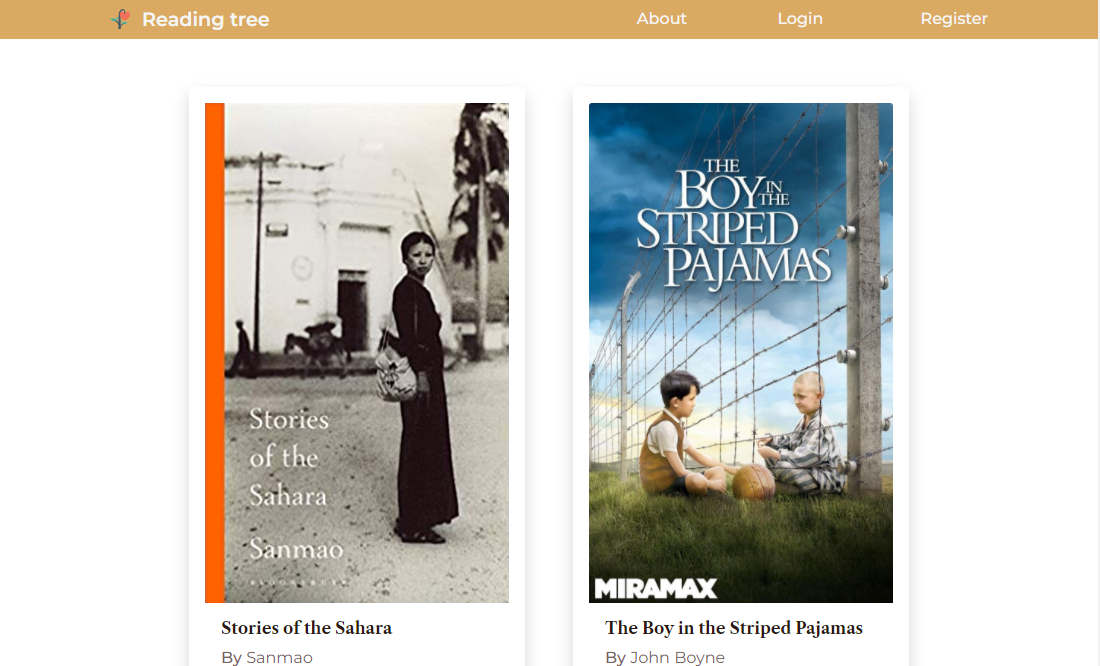 Reading tree
About
Login
Register
Stories
of the
Sahara
Sanmao
BLOOMSBURY
THE
BOY IN THE
STRIPED
PAJAMAS
MIRAMAX
Stories of the Sahara
The Boy in the Striped Pajamas
By Sanmao
By John Boyne